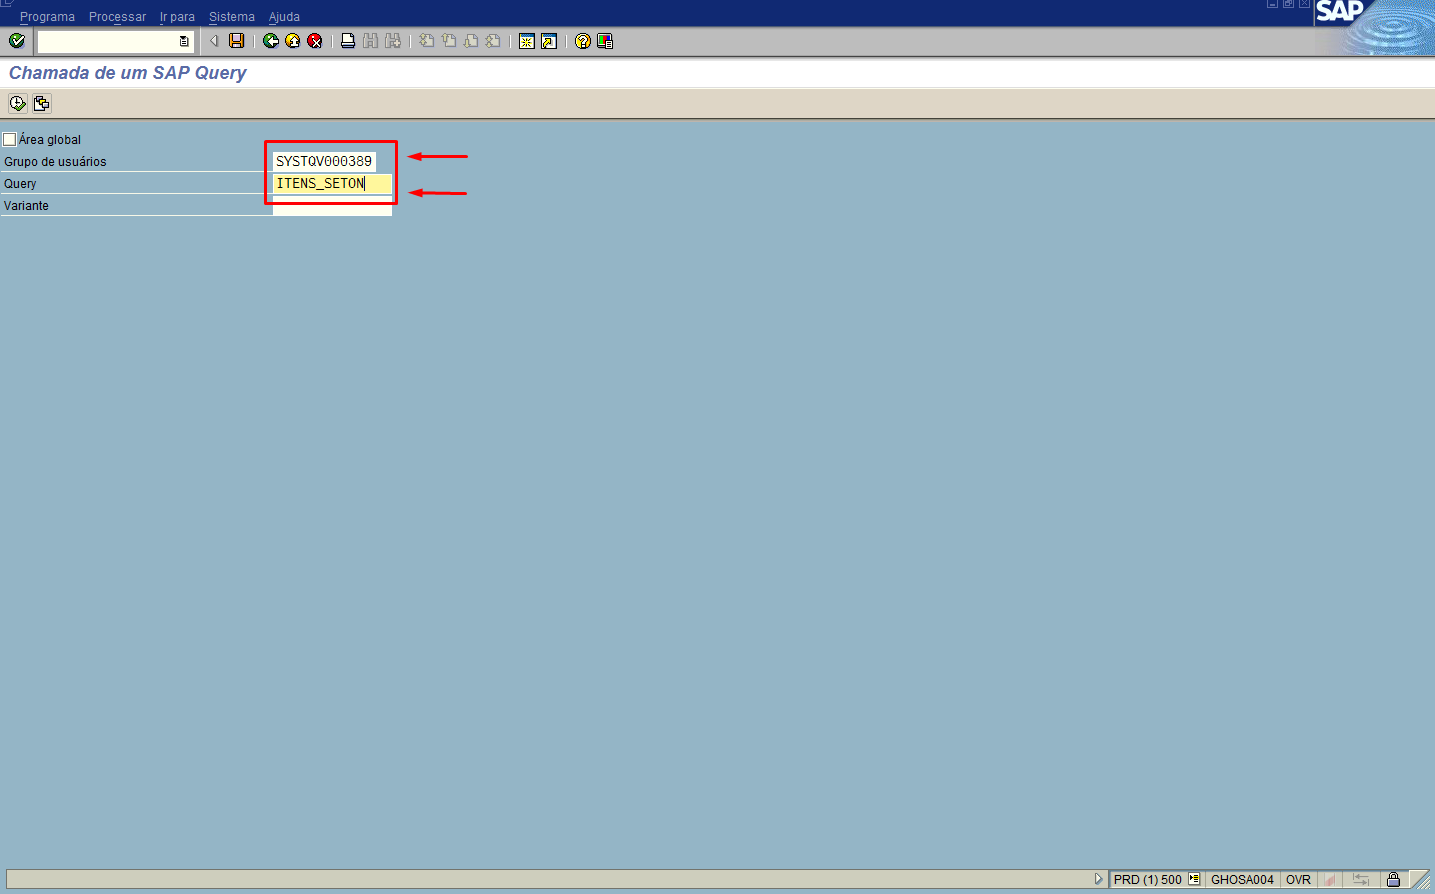 Programa Processar Ir para Sistema Ajuda
SAP
Chamada de um SAP Query
Área global
Grupo de usuários SYSTQV000389
Query ITENS_SETON
Variante
PRD (1) 500 GHOSA004 OVR